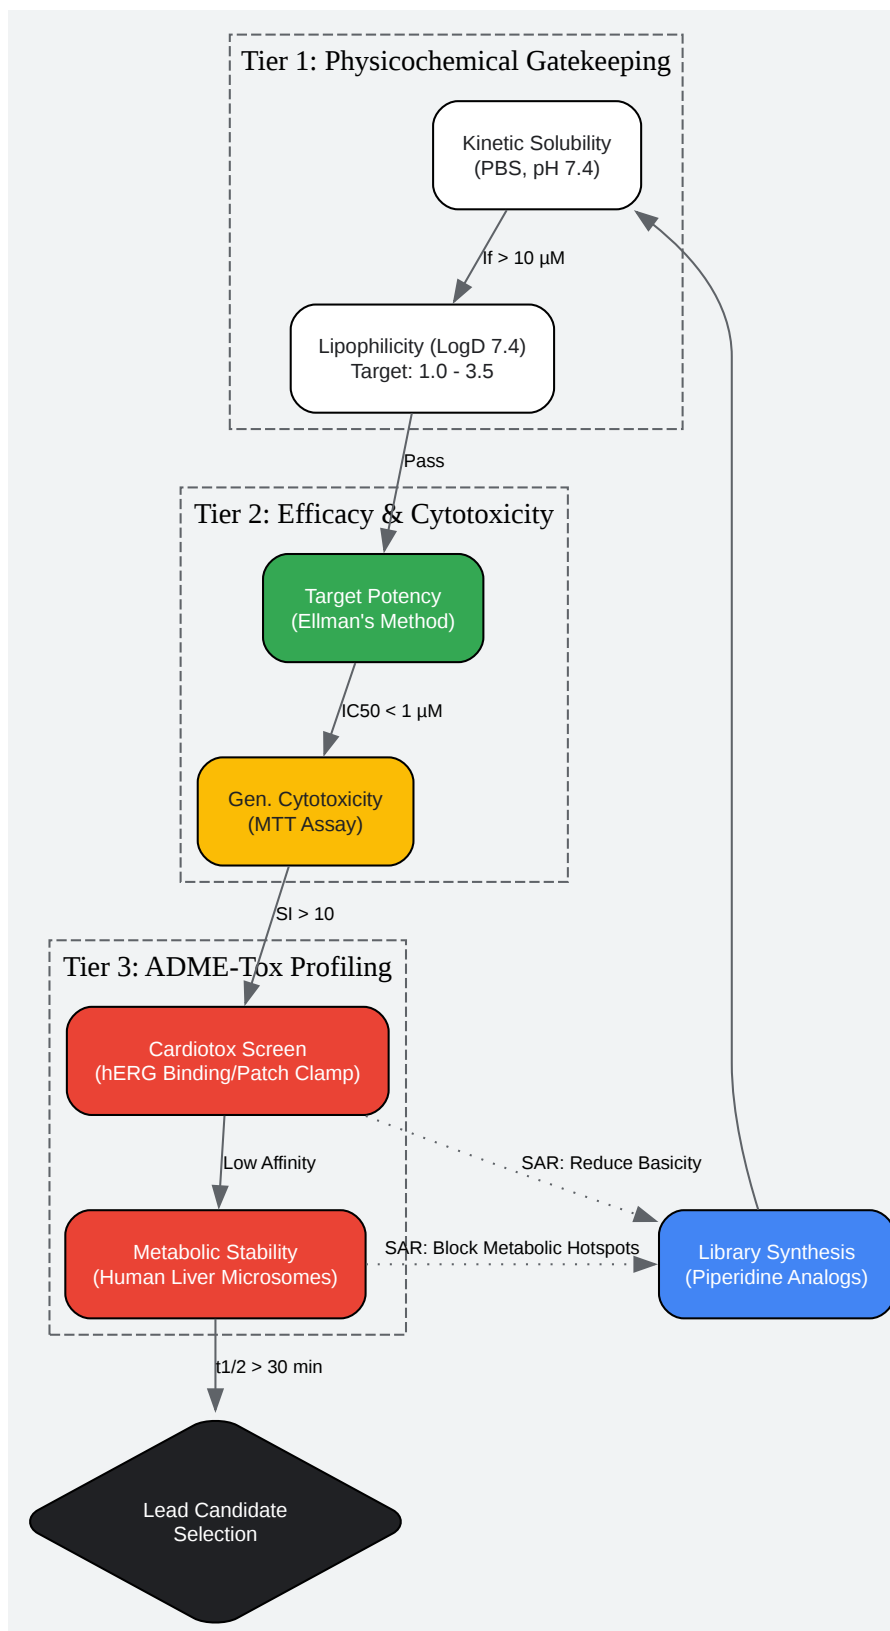 Tier 1: Physicochemical Gatekeeping
Kinetic Solubility
(PBS, pH 7.4)
If > 10 µM
Lipophilicity (LogD 7.4)
Target: 1.0 - 3.5
Pass
Tier 2: Efficacy & Cytotoxicity
Target Potency
(Ellman's Method)
IC50 < 1 µM
Gen. Cytotoxicity
(MTT Assay)
SI > 10
Tier 3: ADME-Tox Profiling
Cardiotox Screen
(hERG Binding/Patch Clamp)
Low Affinity
SAR: Reduce Basicity
Metabolic Stability
(Human Liver Microsomes)
SAR: Block Metabolic Hotspots
Library Synthesis
(Piperidine Analogs)
t1/2 > 30 min
Lead Candidate
Selection